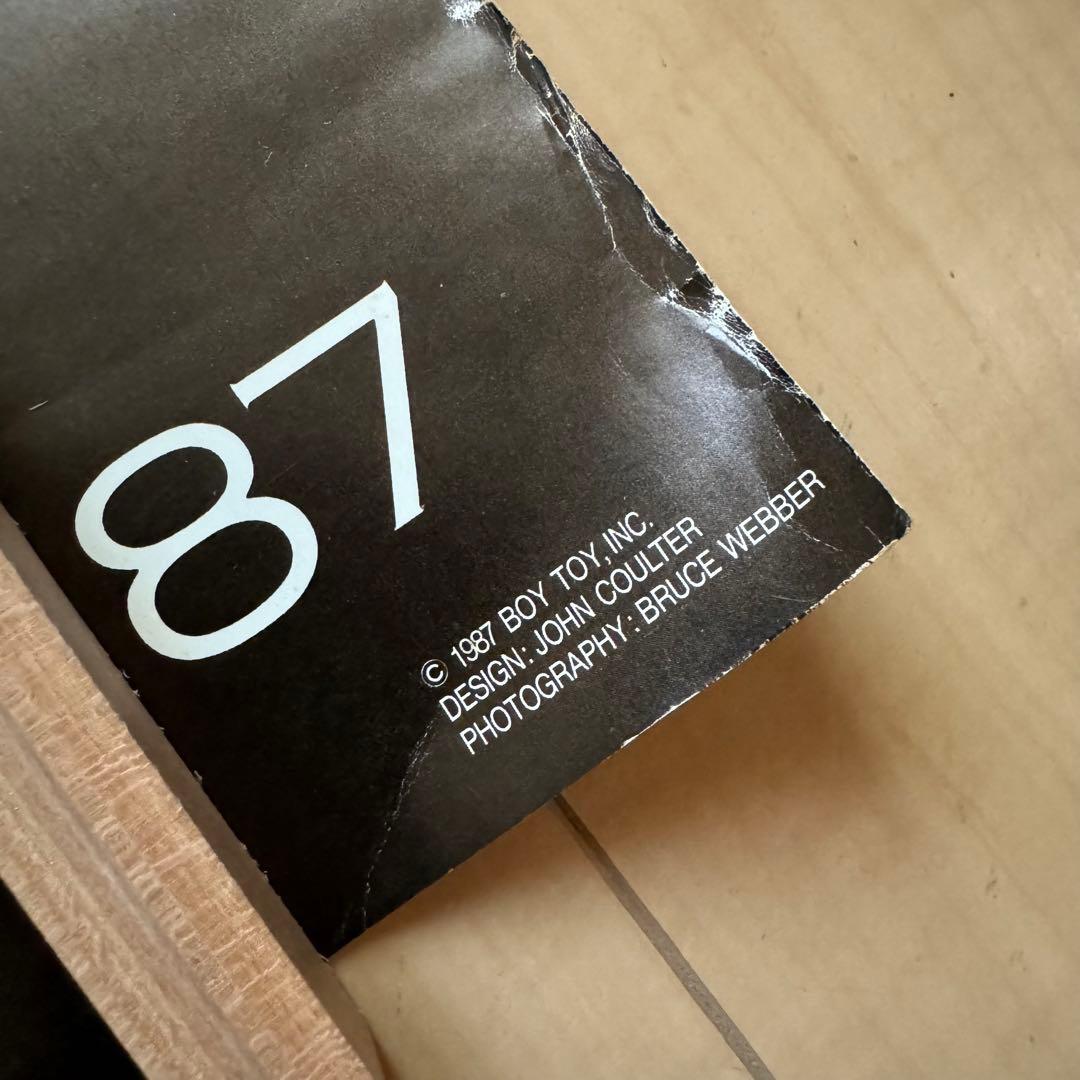 87
© 1987 BOY TOY, INC.
DESIGN: JOHN COULTER
PHOTOGRAPHY: BRUCE WEBBER